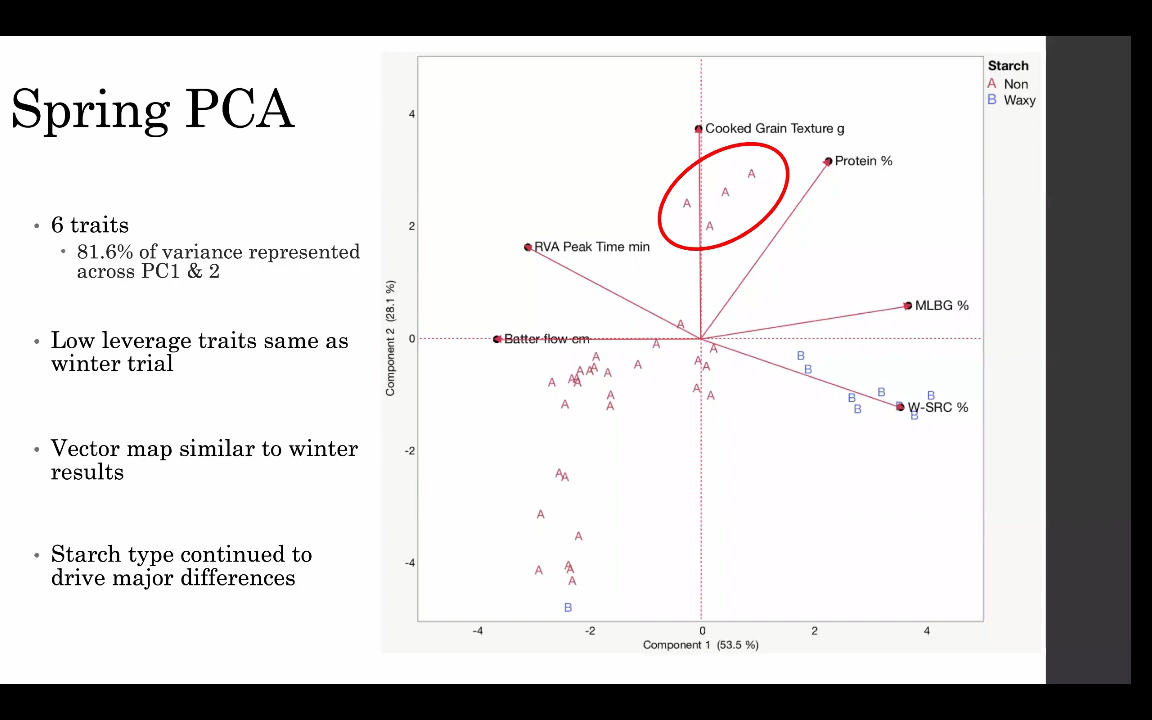 Spring PCA
• 6 traits
• 81.6% of variance represented
across PC1 & 2
• Low leverage traits same as
winter trial
• Vector map similar to winter
results
• Starch type continued to
drive major differences
Starch
A Non
B Waxy
Component 2 (28.1 %)
4
2
0
-2
-4
Cooked Grain Texture g
Protein %
A
A
A
A
RVA Peak Time min
MLBG %
A
Batter flow cm
A
A
B
A
A
A
A
B
A
A
A
A
A
A
A
A
A
B
B
A
A
B
W-SRC %
A
A
B
B
A
A
A
A
A
A
A
A
B
-4
-2
0
2
4
Component 1 (53.5 %)